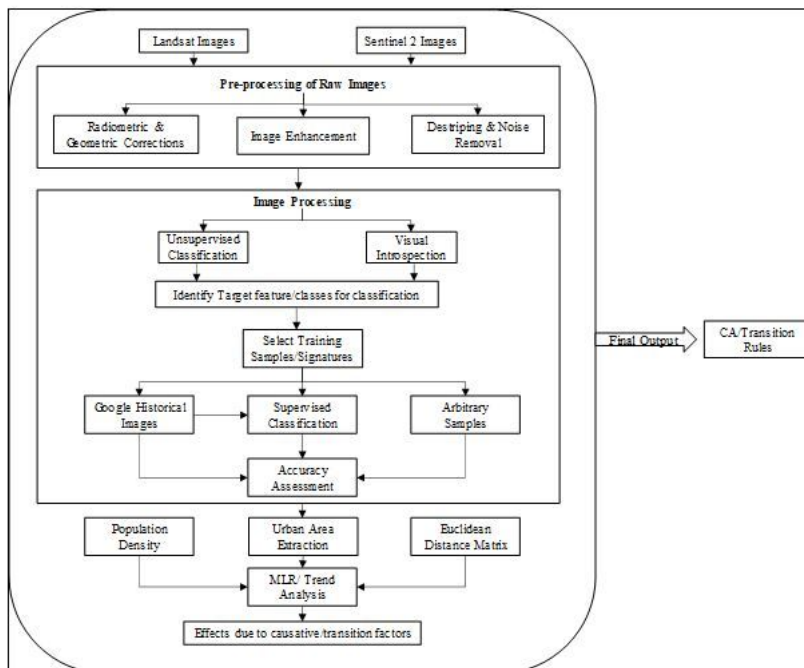 Landsat Images
Sentinel 2 Images
Pre-processing of Raw Images
Radiometric &
Geometric Corrections
Image Enhancement
Destriping & Noise
Removal
Image Processing
Unsupervised
Classification
Visual
Introspection
Identify Target feature/classes for classification
Select Training
Samples/Signatures
Google Historical
Images
Supervised
Classification
Arbitrary
Samples
Accuracy
Assessment
Population
Density
Urban Area
Extraction
Euclidean
Distance Matrix
MLR/ Trend
Analysis
Effects due to causative/transition factors
Final Output
CA/Transition
Rules